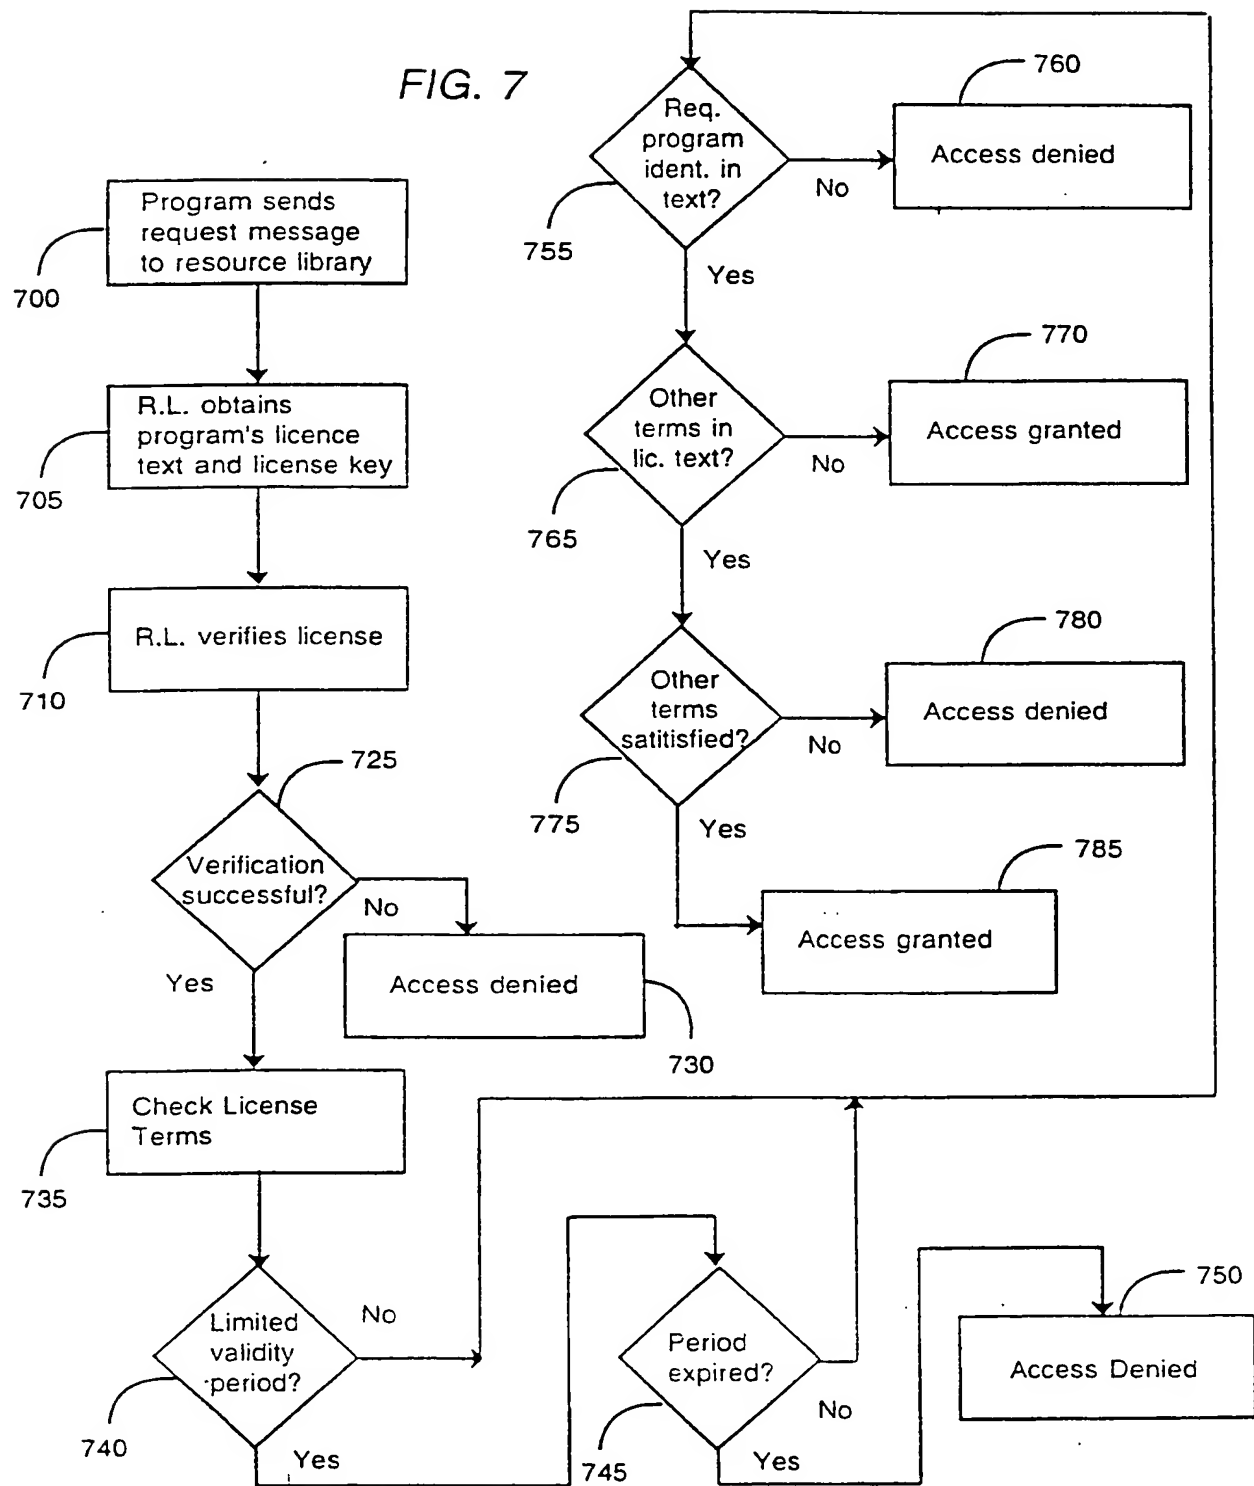 FIG. 7
Program sends
request message
to resource library
700
R.L. obtains
program's licence
text and license key
705
R.L. verifies license
710
725
Verification
successful?
No
Yes
Access denied
730
Check License
Terms
735
Limited
validity
period?
No
740
Yes
Period
expired?
No
745
Yes
750
Access Denied
Req.
program
ident. in
text?
755
No
Yes
760
Access denied
Other
terms in
lic. text?
765
No
Yes
770
Access granted
Other
terms
satitisfied?
775
No
Yes
780
Access denied
785
Access granted